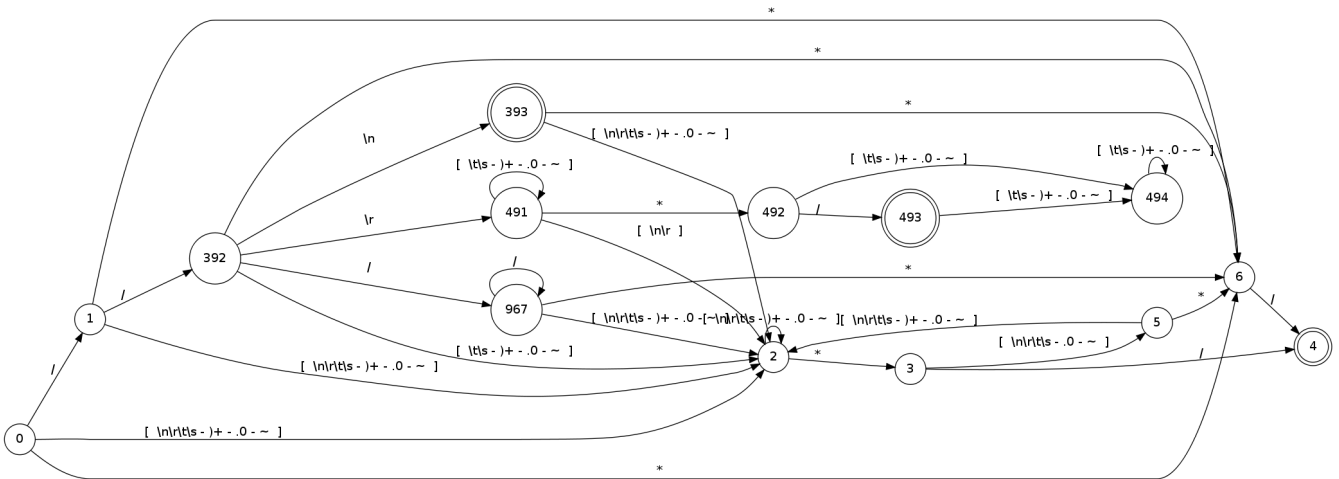 *
*
393
*
\n
[ \n\r\t\s - )+ - .0 - ~ ]
[ \t\s - )+ - .0 - ~ ]
[ \t\s - )+ - .0 - ~ ]
[ \t\s - )+ - .0 - ~ ]
494
\r
491
*
492
/
493
[ \t\s - )+ - .0 - ~ ]
[ \n\r ]
392
/
/
*
6
/
967
/
1
[ \n\r\t\s - )+ - .0 - ~ ]
[ \n\r\t\s - )+ - .0 - ~ ]
[ \n\r\t\s - )+ - .0 - ~ ]
5
*
/
[ \t\s - )+ - .0 - ~ ]
2
*
[ \n\r\t\s - .0 - ~ ]
/
4
[ \n\r\t\s - )+ - .0 - ~ ]
3
0
[ \n\r\t\s - )+ - .0 - ~ ]
*